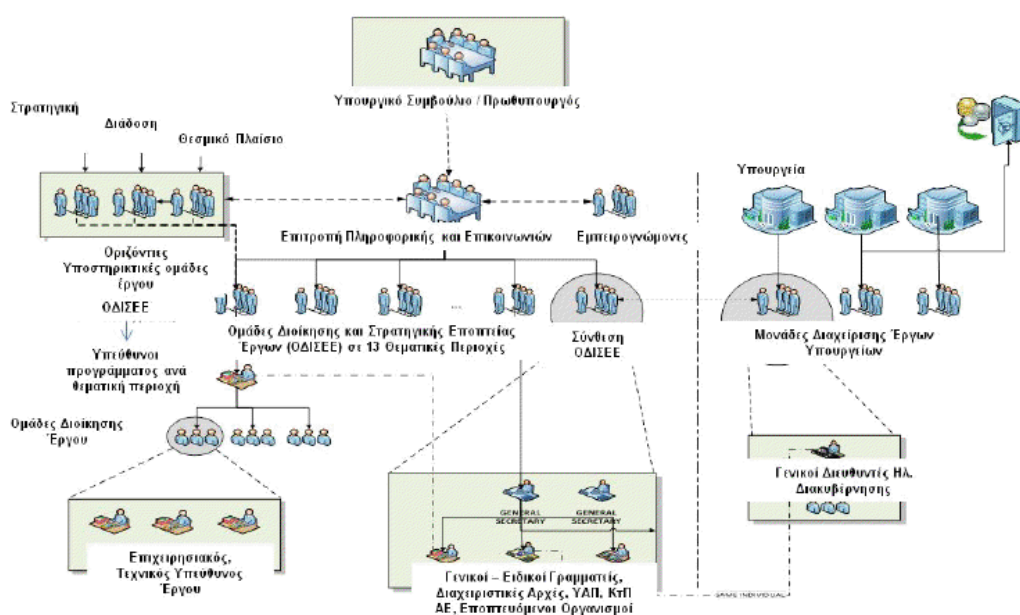 Υπουργικό Συμβούλιο / Πρωθυπουργός
Στρατηγική
Διάδοση
Θεσμικό Πλαίσιο
Υπουργεία
Επιτροπή Πληροφορικής και Επικοινωνιών
Εμπειρογνώμονες
Οριζόντιες
Υποστηρικτικές ομάδες
έργου
ΟΔΙΣΕΕ
...
Υπεύθυνοι
προγράμματος ανά
θεματική περιοχή
Ομάδες Διοίκησης και Στρατηγικής Εποπτείας
Έργων (ΟΔΙΣΕΕ) σε 13 Θεματικές Περιοχές
Σύνθεση
ΟΔΙΣΕΕ
Μονάδες Διαχείρισης Έργων
Υπουργείων
Ομάδες Διοίκησης
Έργου
Γενικοί Διευθυντές Ηλ.
Διακυβέρνησης
GENERAL
SECRETARY
GENERAL
SECRETARY
Επιχειρησιακός,
Τεχνικός Υπεύθυνος
Έργου
Γενικοί – Ειδικοί Γραμματείς,
Διαχειριστικές Αρχές, ΥΑΠ, ΚτΠ
ΑΕ, Εποπτευόμενοι Οργανισμοί
SAME INDIVIDUAL